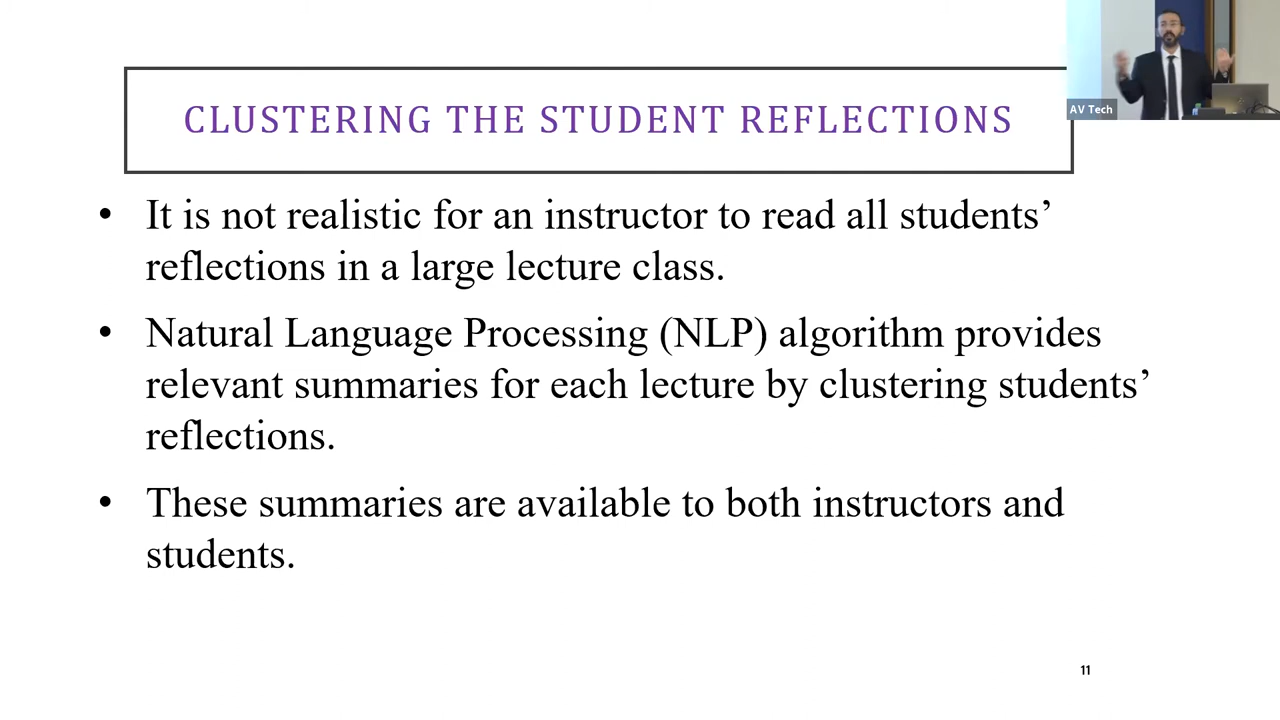 CLUSTERING THE STUDENT REFLECTIONS
AV Tech
• It is not realistic for an instructor to read all students’
reflections in a large lecture class.
• Natural Language Processing (NLP) algorithm provides
relevant summaries for each lecture by clustering students’
reflections.
• These summaries are available to both instructors and
students.
11